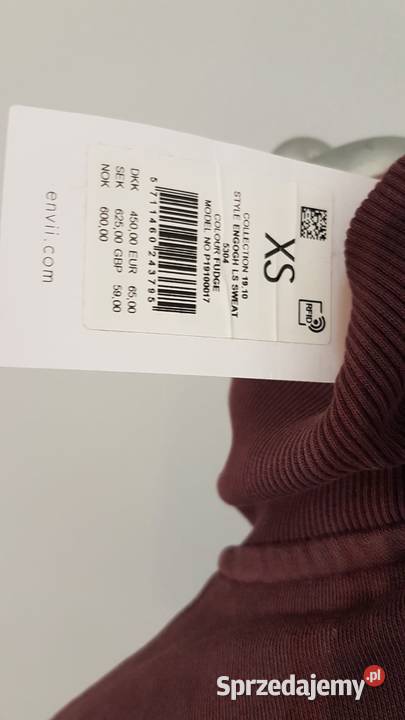 XS
RFID
COLLECTION 19.10
STYLE ENGOGH LS SWEAT
5304
COLOUR FUDGE
MODEL NO P19100017
5 711460 243795
DKK 450,00 EUR 65,00
SEK 625,00 GBP 59,00
NOK 600,00
envii.com
Sprzedajemy.pl